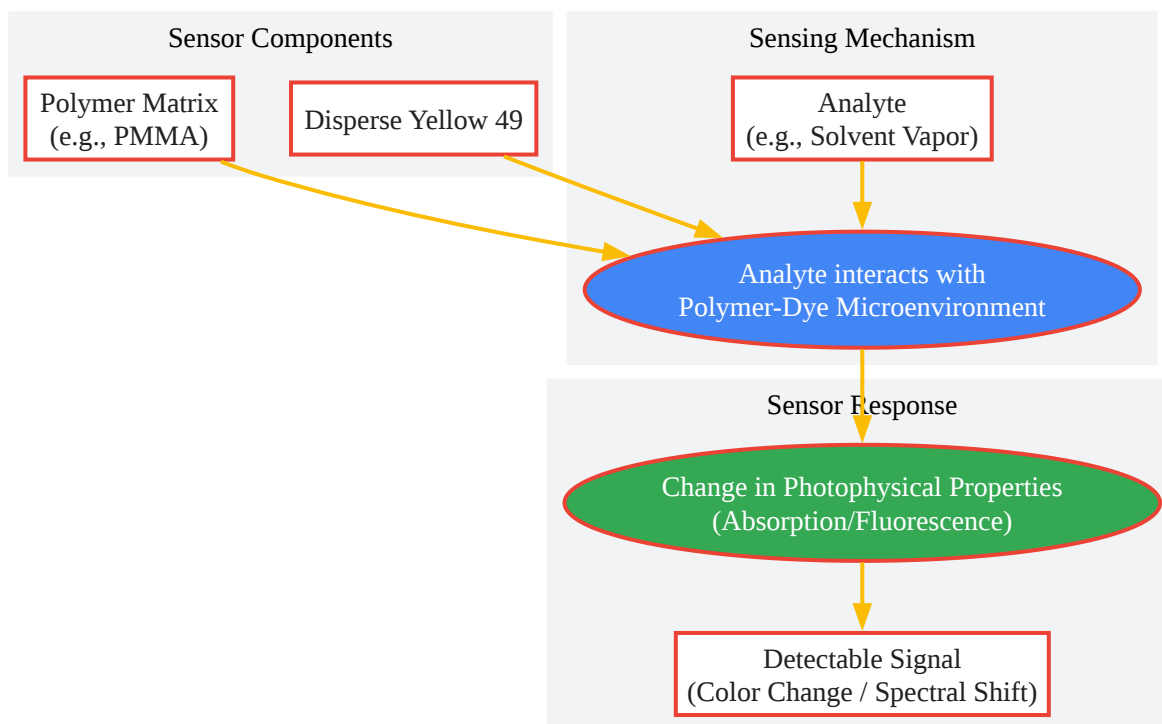 Sensor Components
Polymer Matrix
(e.g., PMMA)
Disperse Yellow 49
Sensing Mechanism
Analyte
(e.g., Solvent Vapor)
Analyte interacts with
Polymer-Dye Microenvironment
Sensor Response
Change in Photophysical Properties
(Absorption/Fluorescence)
Detectable Signal
(Color Change / Spectral Shift)